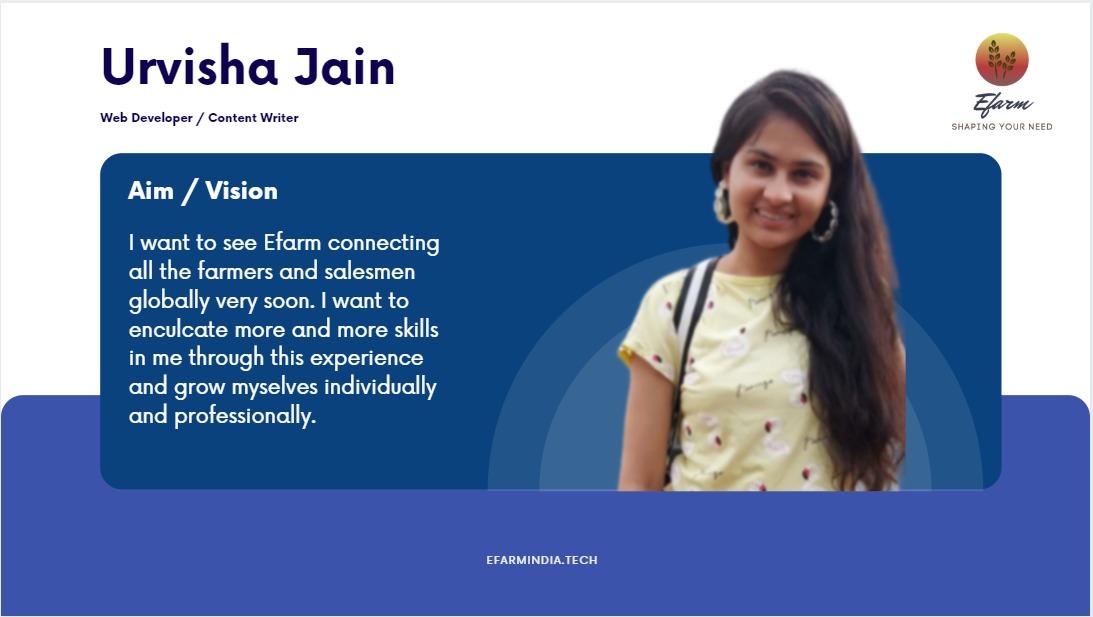 Urvisha Jain
Web Developer / Content Writer
Efarm
SHAPING YOUR NEED
Aim / Vision
I want to see Efarm connecting
all the farmers and salesmen
globally very soon. I want to
enculcate more and more skills
in me through this experience
and grow myselves individually
and professionally.
EFARMINDIA.TECH